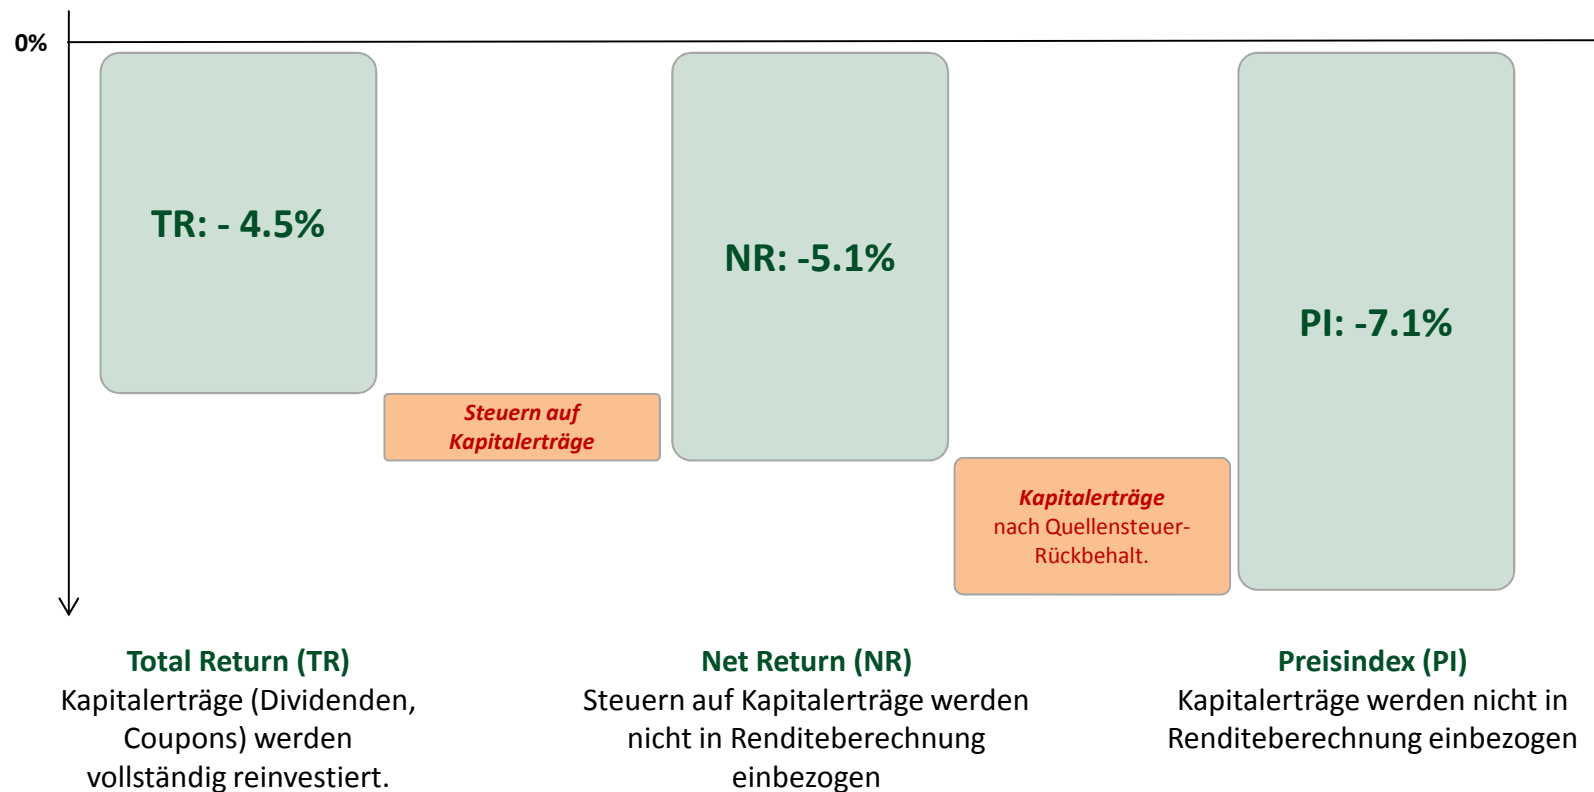 0%
TR: - 4.5%
NR: -5.1%
PI: -7.1%
Steuern auf
Kapitalerträge
Kapitalerträge
nach Quellensteuer-
Rückbehalt.
Total Return (TR)
Kapitalerträge (Dividenden,
Coupons) werden
vollständig reinvestiert.
Net Return (NR)
Steuern auf Kapitalerträge werden
nicht in Renditeberechnung
einbezogen
Preisindex (PI)
Kapitalerträge werden nicht in
Renditeberechnung einbezogen